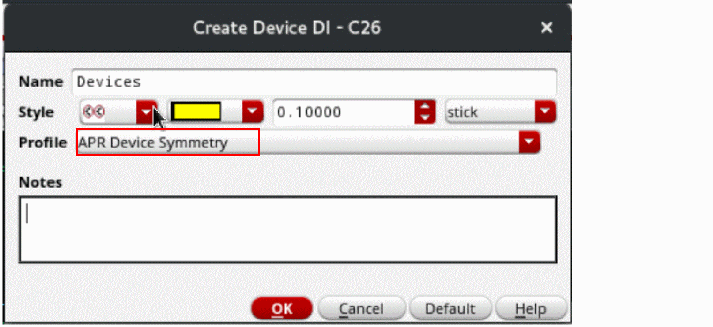 Create Device DI - C26
Name Devices
Style 0.10000 stick
Profile APR Device Symmetry
Notes
OK Cancel Default Help